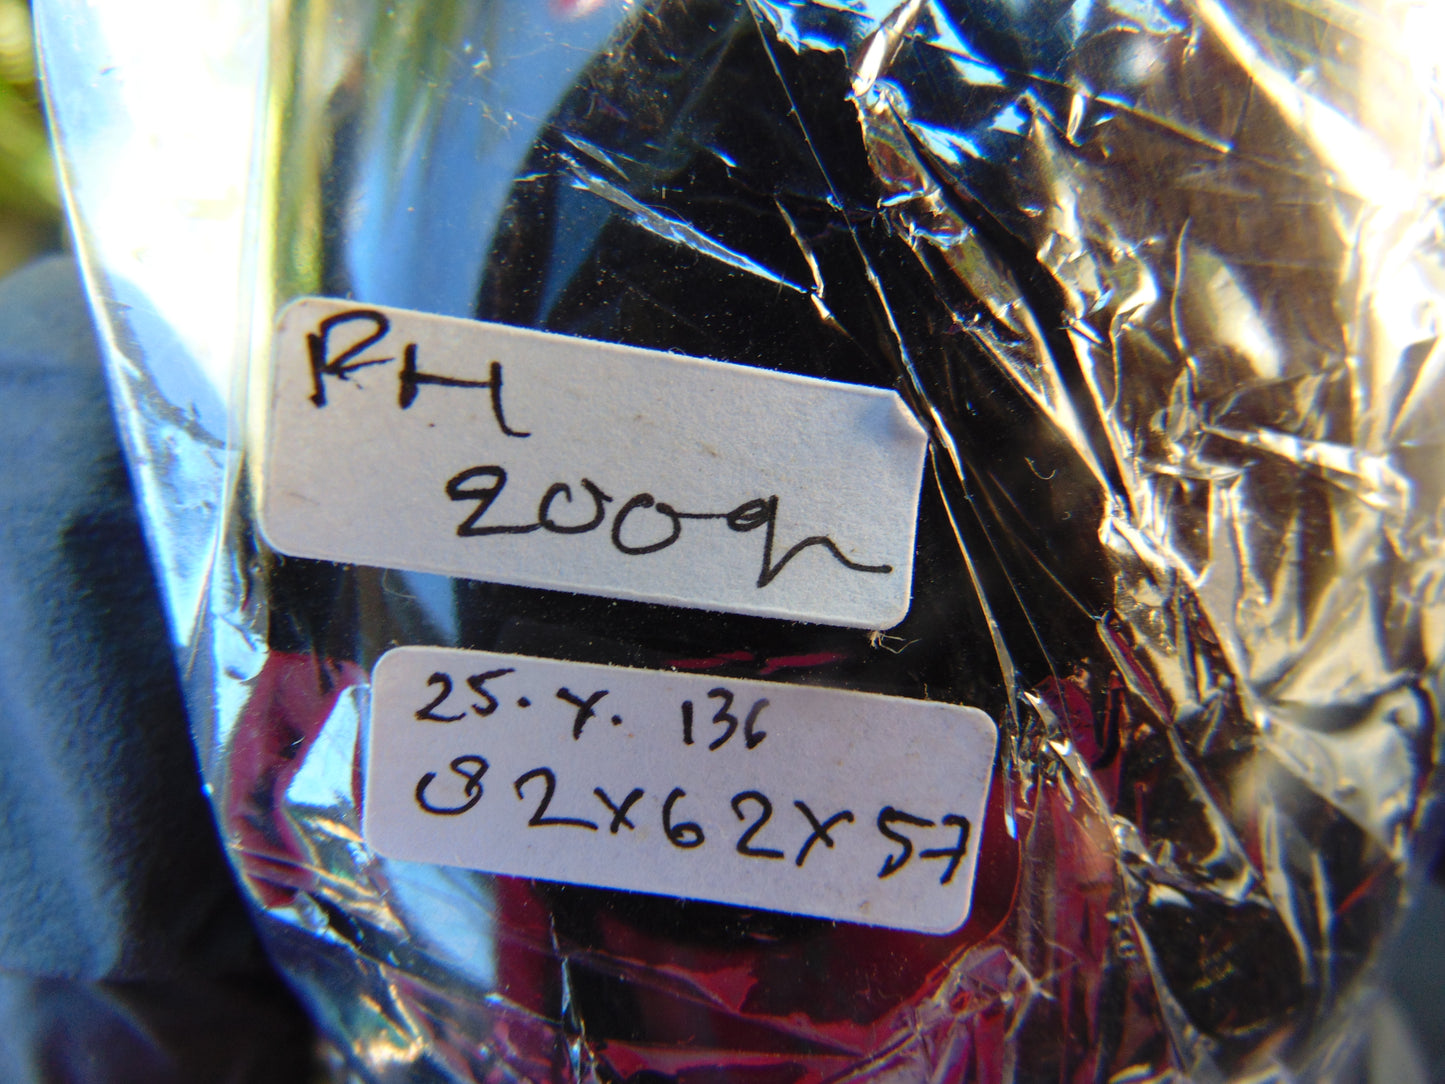 RH
200g
25. x. 136
82x62x57